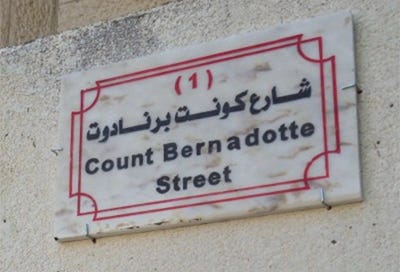 (1)
شارع كونت برنادوت
Count Bernadotte
Street